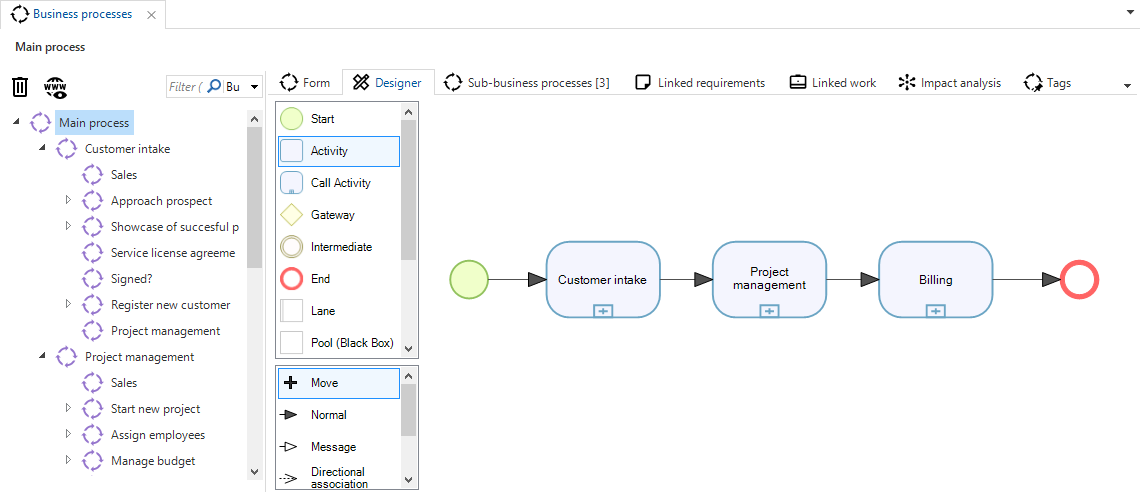 Business processes
Main process
WWW
Filter (
Bu
Main process
Customer intake
Sales
Approach prospect
Showcase of succesful p
Service license agreeme
Signed?
Register new customer
Project management
Project management
Sales
Start new project
Assign employees
Manage budget
Form
Designer
Sub-business processes [3]
Linked requirements
Linked work
Impact analysis
Tags
Start
Activity
Call Activity
Gateway
Intermediate
End
Lane
Pool (Black Box)
Move
Normal
Message
Directional
association
Customer intake
Project
management
Billing